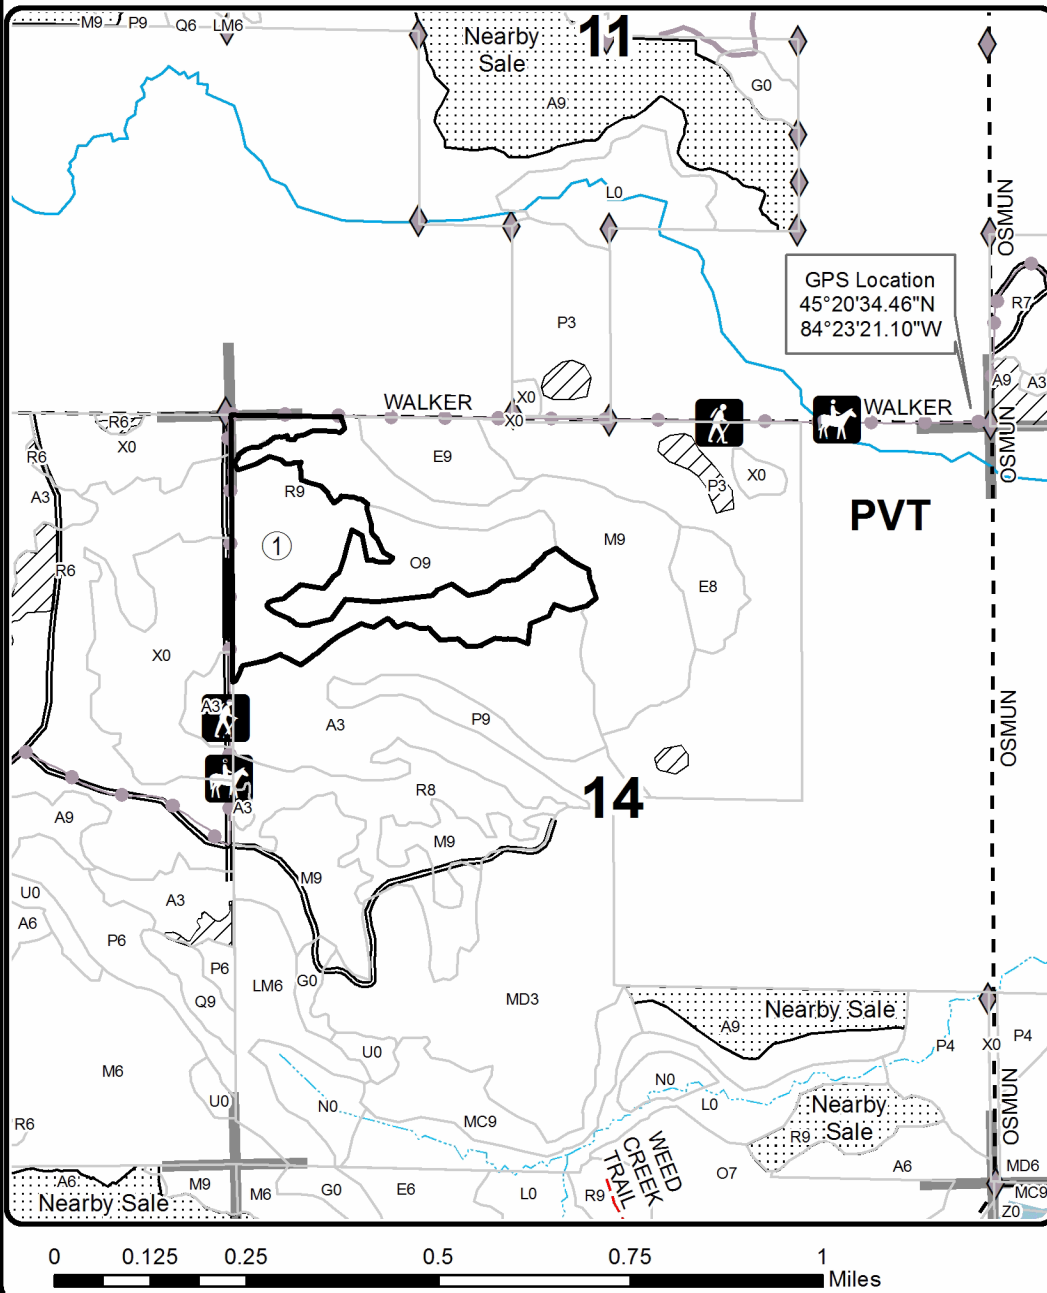 M9 P9 Q6 LM6
11
Nearby
Sale
G0
A9
L0
OSMUN
GPS Location
45°20'34.46"N
84°23'21.10"W
R7
P3
A9 A3
X0
WALKER
WALKER
X0
R6
X0
OSMUN
E9
R6
R9
P3
X0
A3
PVT
1
M9
O9
R6
E8
X0
A3
P9
A3
OSMUN
R8
14
A3
A9
M9
M9
U0
A3
A6
P6
P6
LM6
G0
Q9
MD3
Nearby Sale
A9
P4
X0
P4
U0
M6
N0
U0
N0
L0
Nearby
Sale
R9
MC9
R6
OSMUN
WEED
CREEK
TRAIL
A6
M9
M6
G0
E6
L0
R9
O7
A6
MD6
MC9
Nearby Sale
Z0
0 0.125 0.25 0.5 0.75 1
Miles